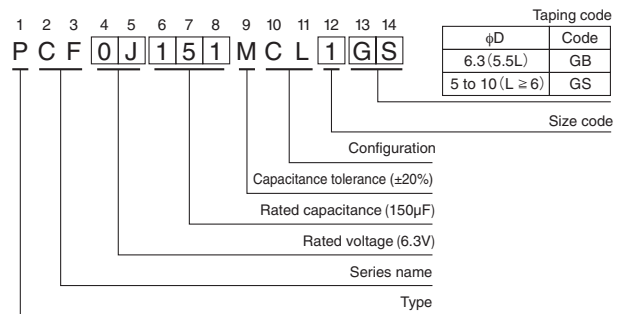 1 2 3 4 5 6 7 8 9 10 11 12 13 14
P C F 0 J 1 5 1 M C L 1 G S
Taping code
ϕD Code
6.3(5.5L) GB
5 to 10(L ≧ 6) GS
Size code
Configuration
Capacitance tolerance (±20%)
Rated capacitance (150µF)
Rated voltage (6.3V)
Series name
Type